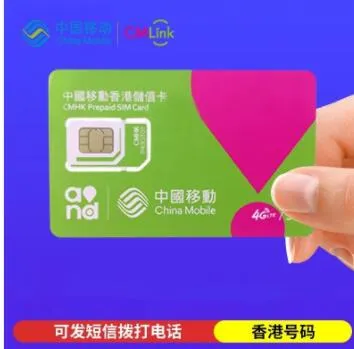 中国移动 CMLink
China Mobile
中國移動香港儲值卡
CMHK Prepaid SIM Card
CMHK
and
中國移動
China Mobile
4G LTE
可发短信拨打电话
香港号码